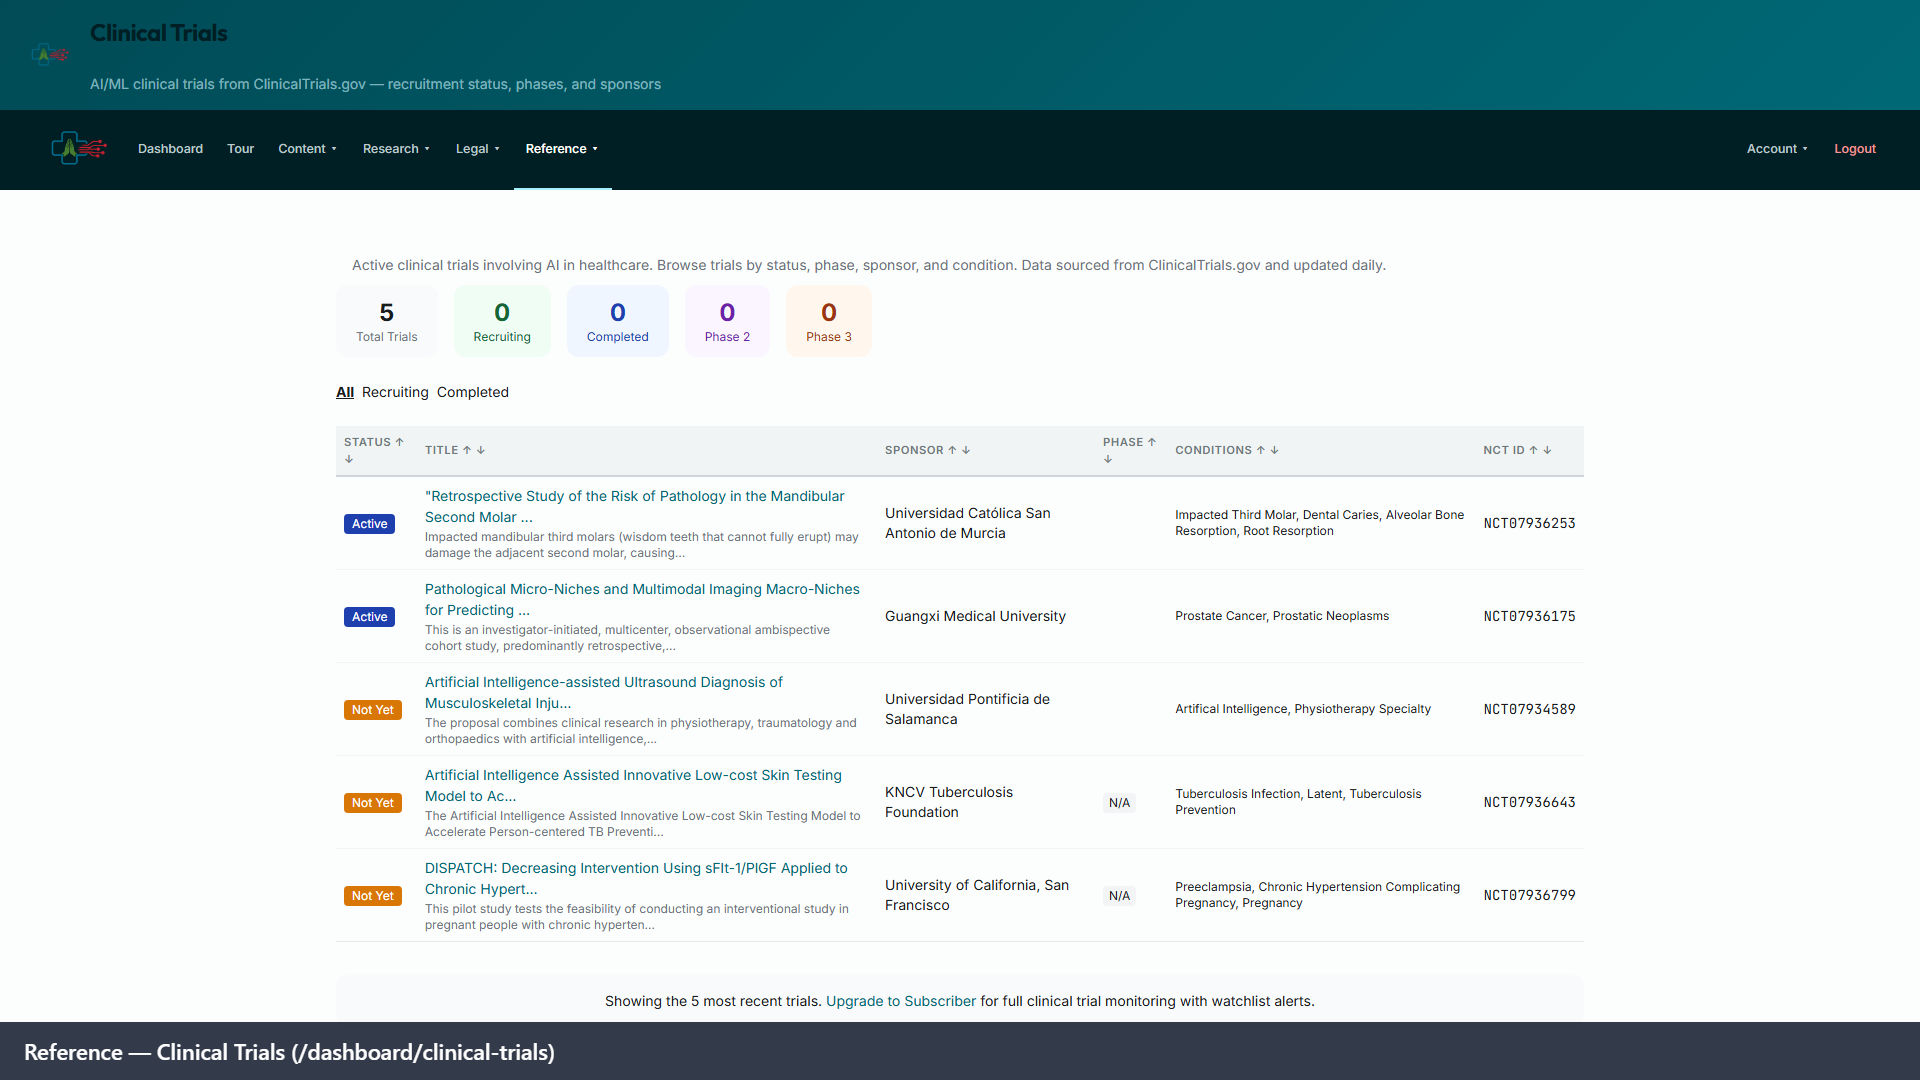 Clinical Trials
AI/ML clinical trials from ClinicalTrials.gov — recruitment status, phases, and sponsors
Dashboard Tour Content Research Legal Reference Account Logout
Active clinical trials involving AI in healthcare. Browse trials by status, phase, sponsor, and condition. Data sourced from ClinicalTrials.gov and updated daily.
5 0 0 0 0
Total Trials Recruiting Completed Phase 2 Phase 3
All Recruiting Completed
STATUS ↑ ↓ TITLE ↑ ↓ SPONSOR ↑ ↓ PHASE ↑ ↓ CONDITIONS ↑ ↓ NCT ID ↑ ↓
Active
"Retrospective Study of the Risk of Pathology in the Mandibular
Second Molar ...
Impacted mandibular third molars (wisdom teeth that cannot fully erupt) may
damage the adjacent second molar, causing...
Universidad Católica San
Antonio de Murcia
Impacted Third Molar, Dental Caries, Alveolar Bone
Resorption, Root Resorption
NCT07936253
Active
Pathological Micro-Niches and Multimodal Imaging Macro-Niches
for Predicting ...
This is an investigator-initiated, multicenter, observational ambispective
cohort study, predominantly retrospective,...
Guangxi Medical University
Prostate Cancer, Prostatic Neoplasms
NCT07936175
Not Yet
Artificial Intelligence-assisted Ultrasound Diagnosis of
Musculoskeletal Inju...
The proposal combines clinical research in physiotherapy, traumatology and
orthopaedics with artificial intelligence,...
Universidad Pontificia de
Salamanca
Artifical Intelligence, Physiotherapy Specialty
NCT07934589
Not Yet
Artificial Intelligence Assisted Innovative Low-cost Skin Testing
Model to Ac...
The Artificial Intelligence Assisted Innovative Low-cost Skin Testing Model to
Accelerate Person-centered TB Preventi...
KNCV Tuberculosis
Foundation
N/A
Tuberculosis Infection, Latent, Tuberculosis
Prevention
NCT07936643
Not Yet
DISPATCH: Decreasing Intervention Using sFlt-1/PlGF Applied to
Chronic Hypert...
This pilot study tests the feasibility of conducting an interventional study in
pregnant people with chronic hyperten...
University of California, San
Francisco
N/A
Preeclampsia, Chronic Hypertension Complicating
Pregnancy, Pregnancy
NCT07936799
Showing the 5 most recent trials. Upgrade to Subscriber for full clinical trial monitoring with watchlist alerts.
Reference — Clinical Trials (/dashboard/clinical-trials)